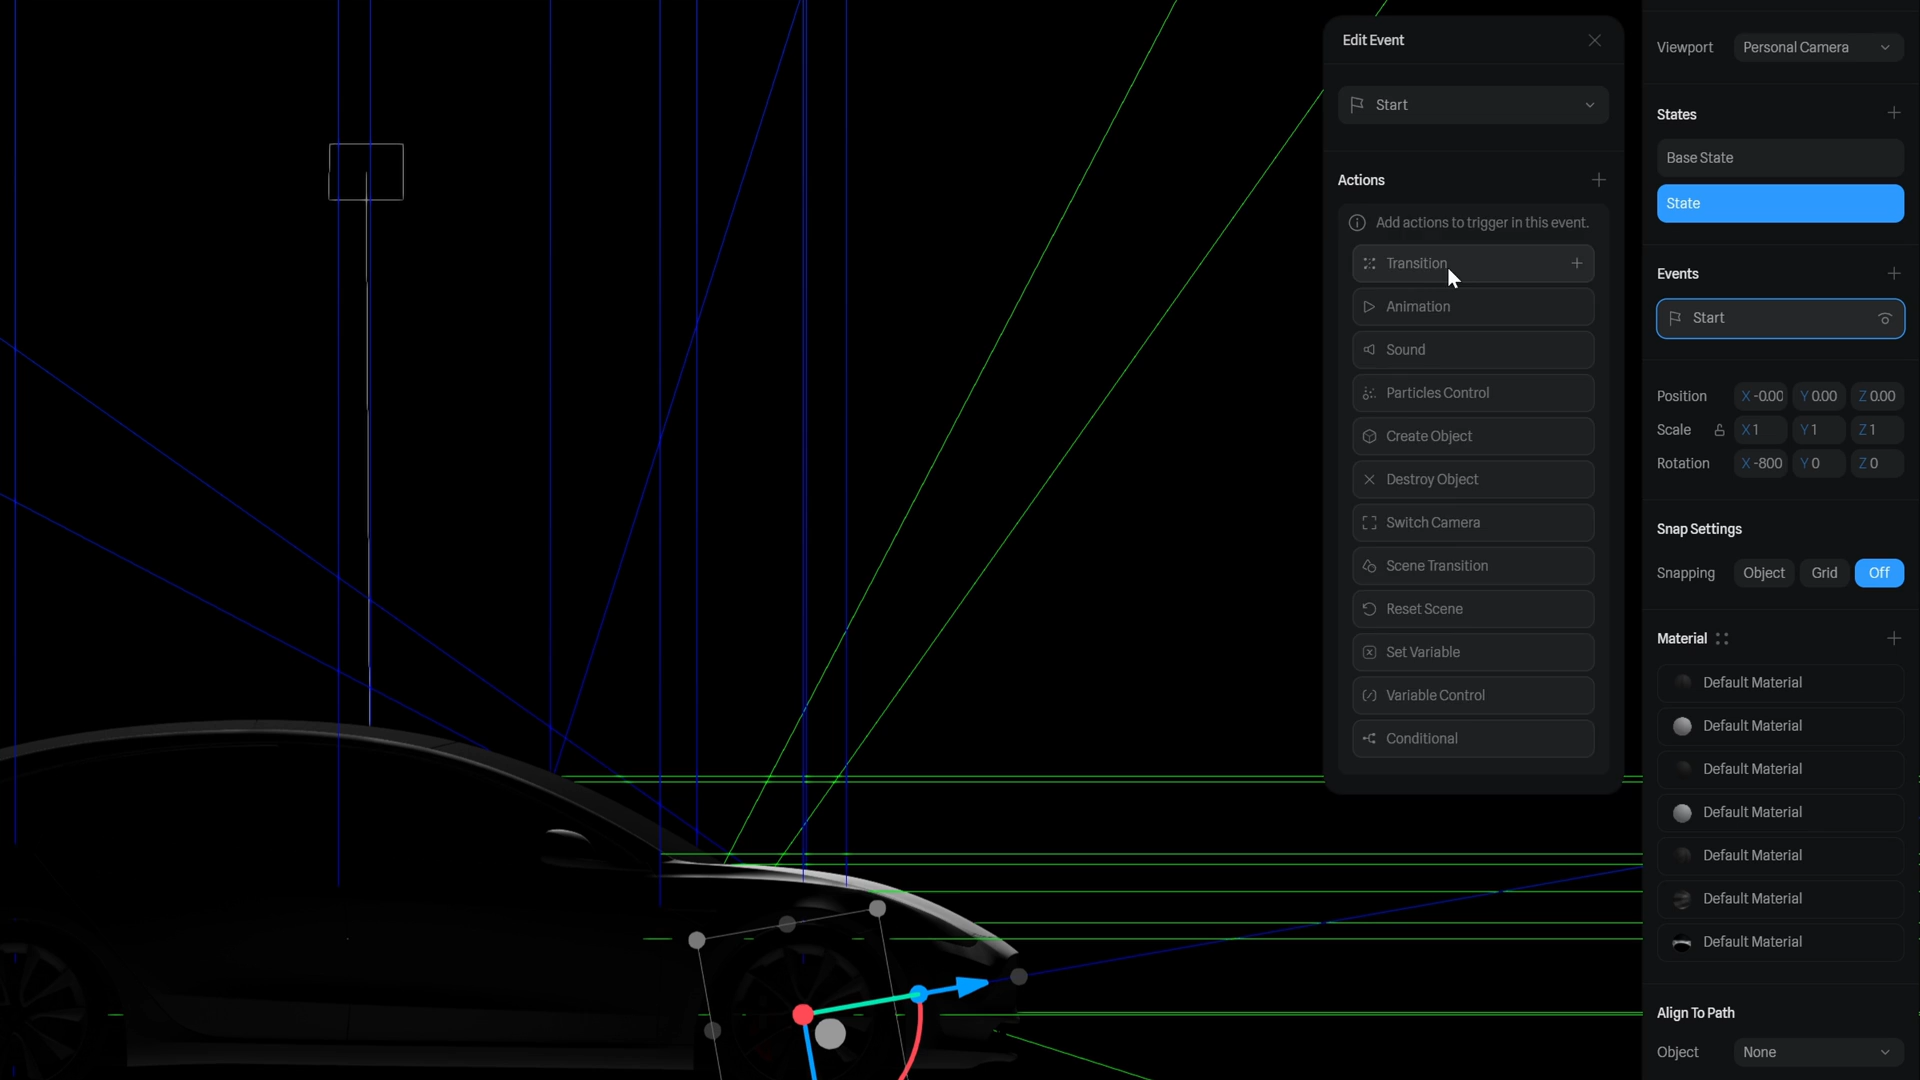 Edit Event
Start
Actions
Add actions to trigger in this event.
Transition
Animation
Sound
Particles Control
Create Object
Destroy Object
Switch Camera
Scene Transition
Reset Scene
Set Variable
Variable Control
Conditional
Viewport Personal Camera
States
Base State
State
Events
Start
Position X -0.00 Y 0.00 Z 0.00
Scale X 1 Y 1 Z 1
Rotation X -800 Y 0 Z 0
Snap Settings
Snapping Object Grid Off
Material
Default Material
Default Material
Default Material
Default Material
Default Material
Default Material
Default Material
Align To Path
Object None